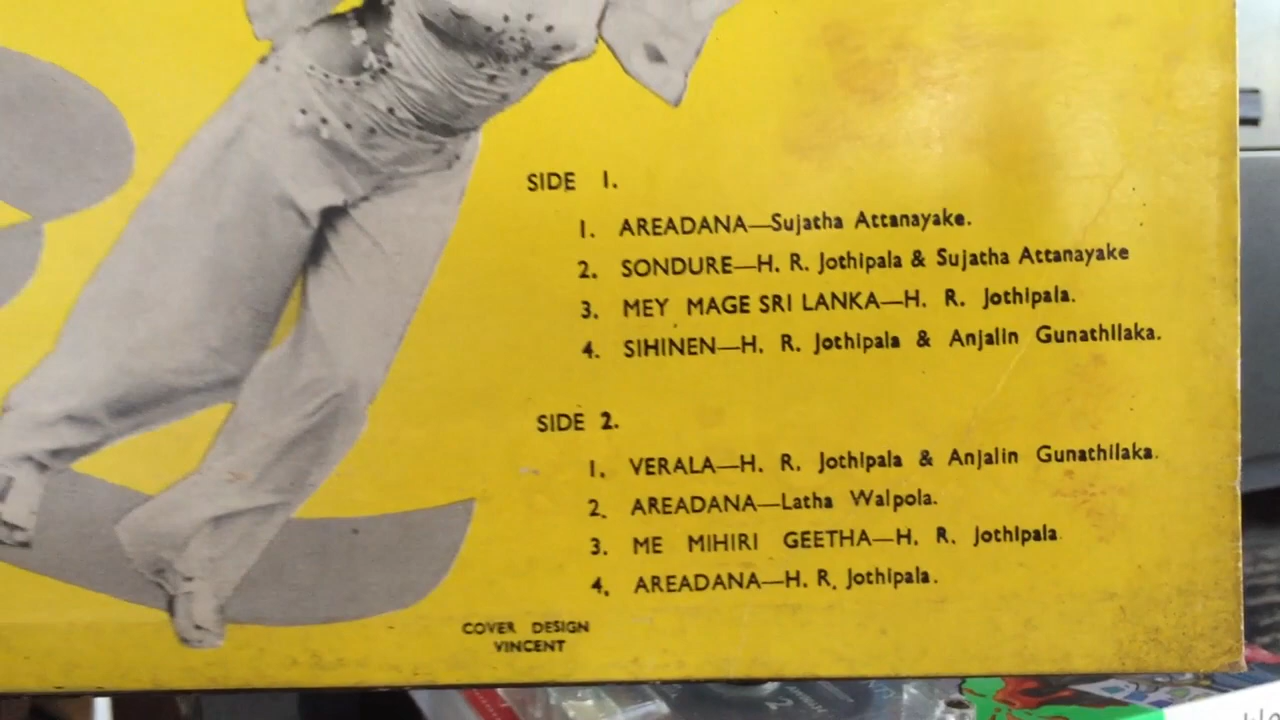 SIDE 1.
1. AREADANA—Sujatha Attanayake.
2. SONDURE—H. R. Jothipala & Sujatha Attanayake
3. MEY MAGE SRI LANKA—H. R. Jothipala.
4. SIHINEN—H. R. Jothipala & Anjalin Gunathilaka.
SIDE 2.
1. VERALA—H. R. Jothipala & Anjalin Gunathilaka.
2. AREADANA—Latha Walpola.
3. ME MIHIRI GEETHA—H. R. Jothipala.
4. AREADANA—H. R. Jothipala.
COVER DESIGN
VINCENT